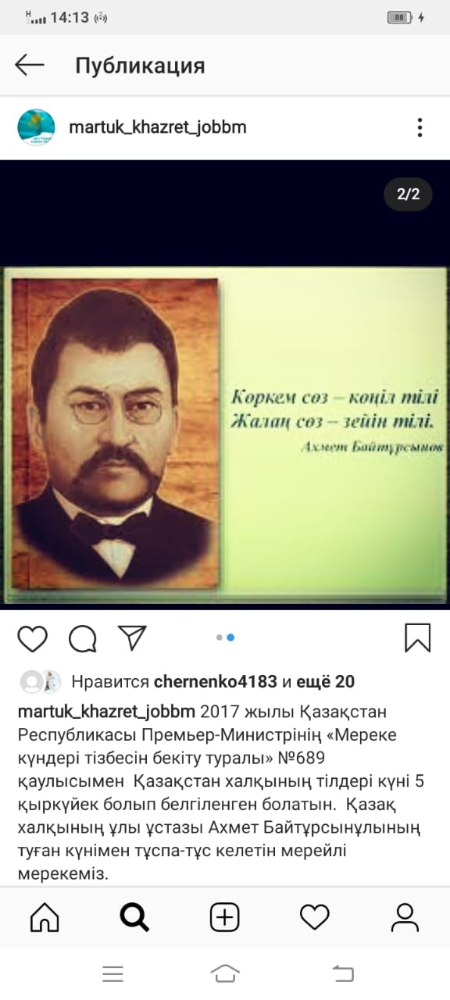 H 14:13
88
Публикация
martuk_khazret_jobbm
2/2
Коркем сөз – көңіл тілі
Жалаң сөз – зейін тілі.
Ахмет Байтұрсынов
Нравится chernenko4183 и ещё 20
martuk_khazret_jobbm 2017 жылы Қазақстан
Республикасы Премьер-Министрінің «Мереке
күндері тізбесін бекіту туралы» №689
қаулысымен Қазақстан халқының тілдері күні 5
қыркүйек болып белгіленген болатын. Қазақ
халқының ұлы ұстазы Ахмет Байтұрсынұлының
туған күнімен тұспа-тұс келетін мерейлі
мерекеміз.